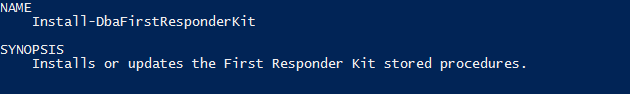 NAME
Install-DbaFirstResponderKit
SYNOPSIS
Installs or updates the First Responder Kit stored procedures.